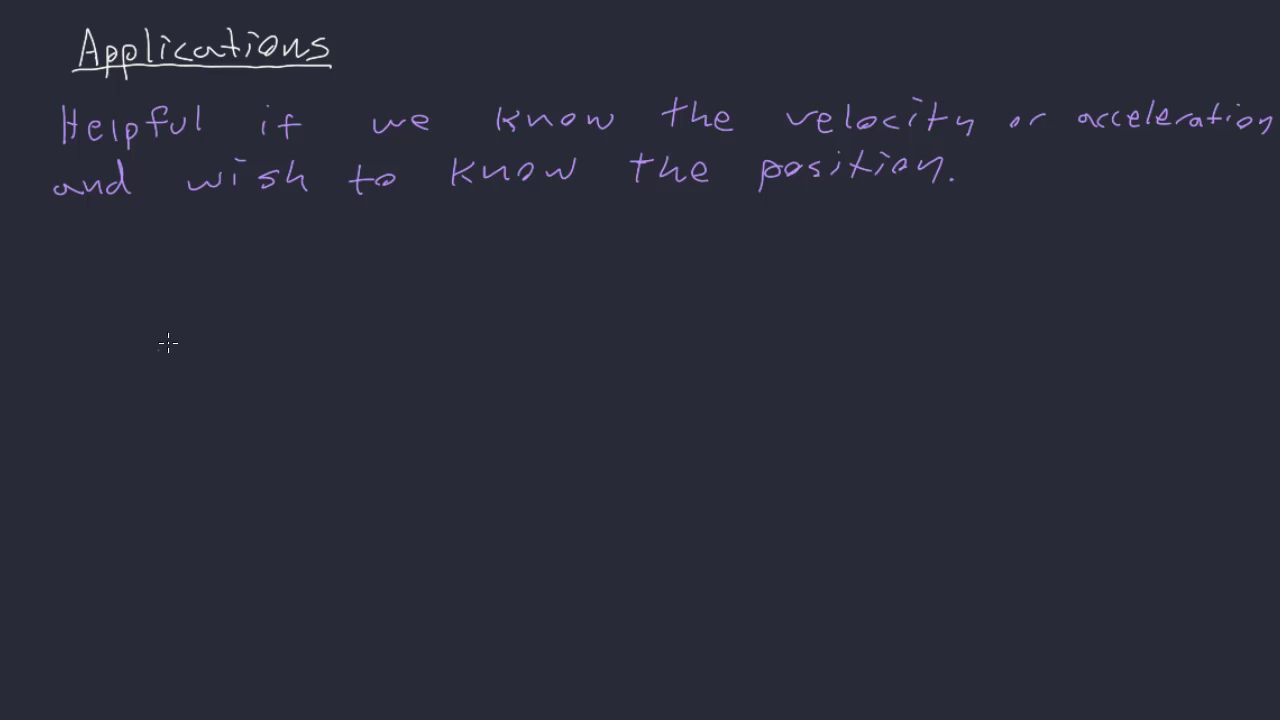 Applications
Helpful if we know the velocity or acceleration
and wish to know the position.